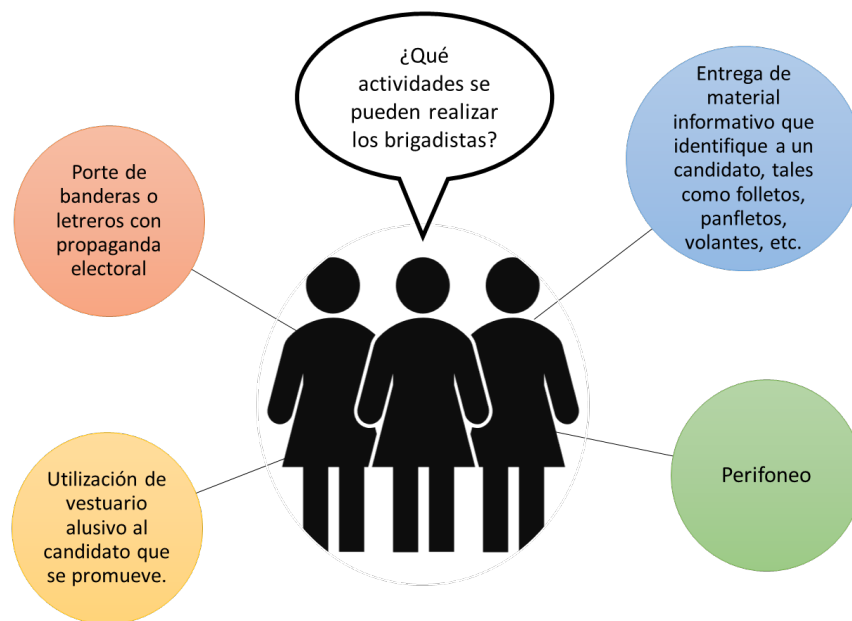 ¿Qué
actividades se
pueden realizar
los brigadistas?
Entrega de
material
informativo que
identifique a un
candidato, tales
como folletos,
panfletos,
volantes, etc.
Porte de
banderas o
letreros con
propaganda
electoral
Utilización de
vestuario
alusivo al
candidato que
se promueve.
Perifoneo